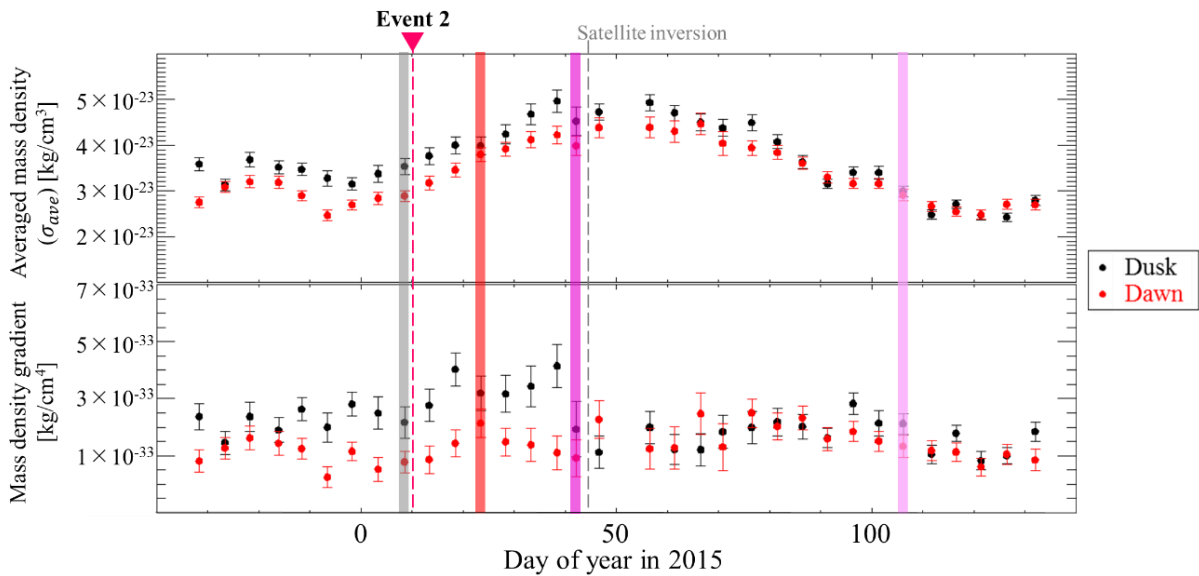 Event 2
Satellite inversion
Averaged mass density
(σave) [kg/cm3]
5×10-23
4×10-23
3×10-23
2×10-23
Mass density gradient
[kg/cm4]
7×10-33
5×10-33
3×10-33
1×10-33
Dusk
Dawn
0 50 100
Day of year in 2015